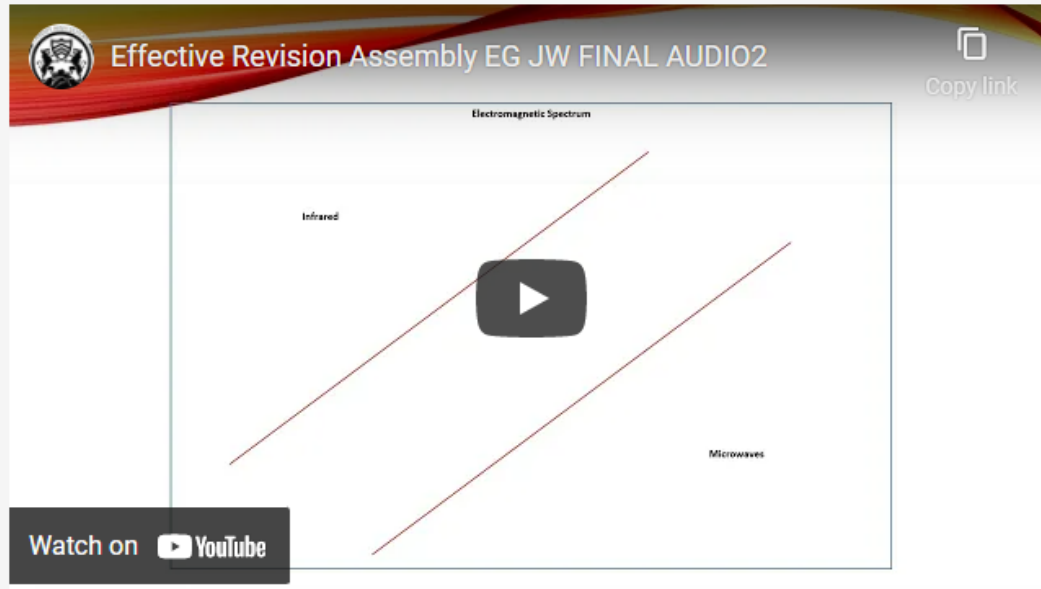 Effective Revision Assembly EG JW FINAL AUDIO2
Copy link
Electromagnetic Spectrum
Infrared
Microwaves
Watch on YouTube